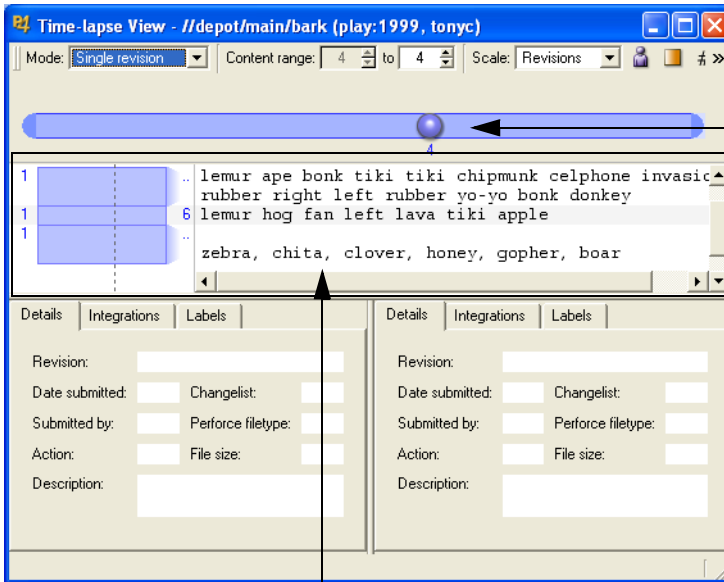 Time-lapse View - //depot/main/bark (play:1999, tonyc)
Mode: Single revision Content range: 4 to 4 Scale: Revisions »
4
1 .. lemur ape bonk tiki tiki chipmunk celphone invasio
rubber right left rubber yo-yo bonk donkey
1 6 lemur hog fan left lava tiki apple
1 ..
zebra, chita, clover, honey, gopher, boar
Details Integrations Labels Details Integrations Labels
Revision: Revision:
Date submitted: Changelist: Date submitted: Changelist:
Submitted by: Perforce filetype: Submitted by: Perforce filetype:
Action: File size: Action: File size:
Description: Description: